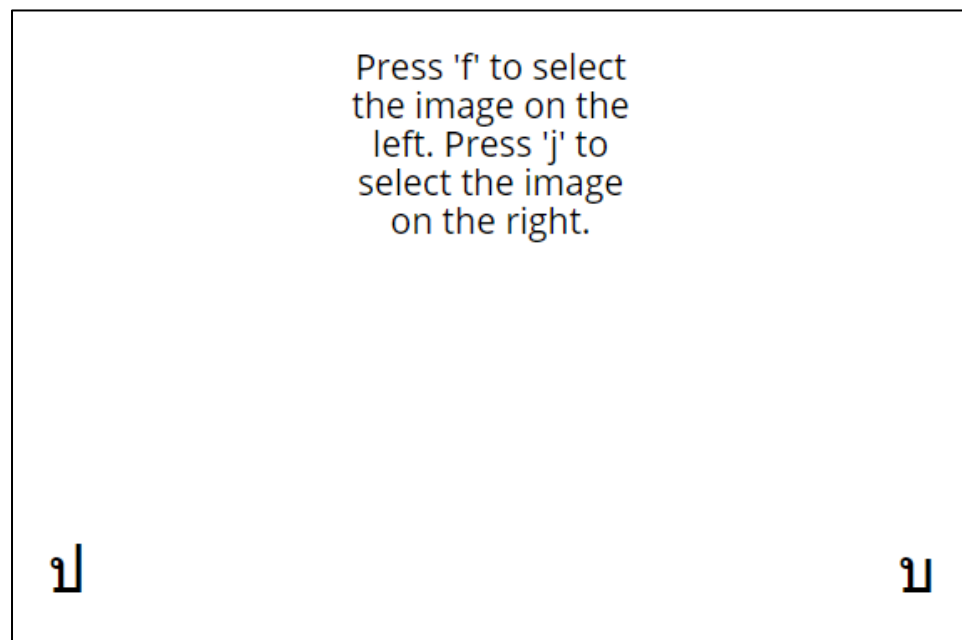 Press 'f' to select
the image on the
left. Press 'j' to
select the image
on the right.
ป บ